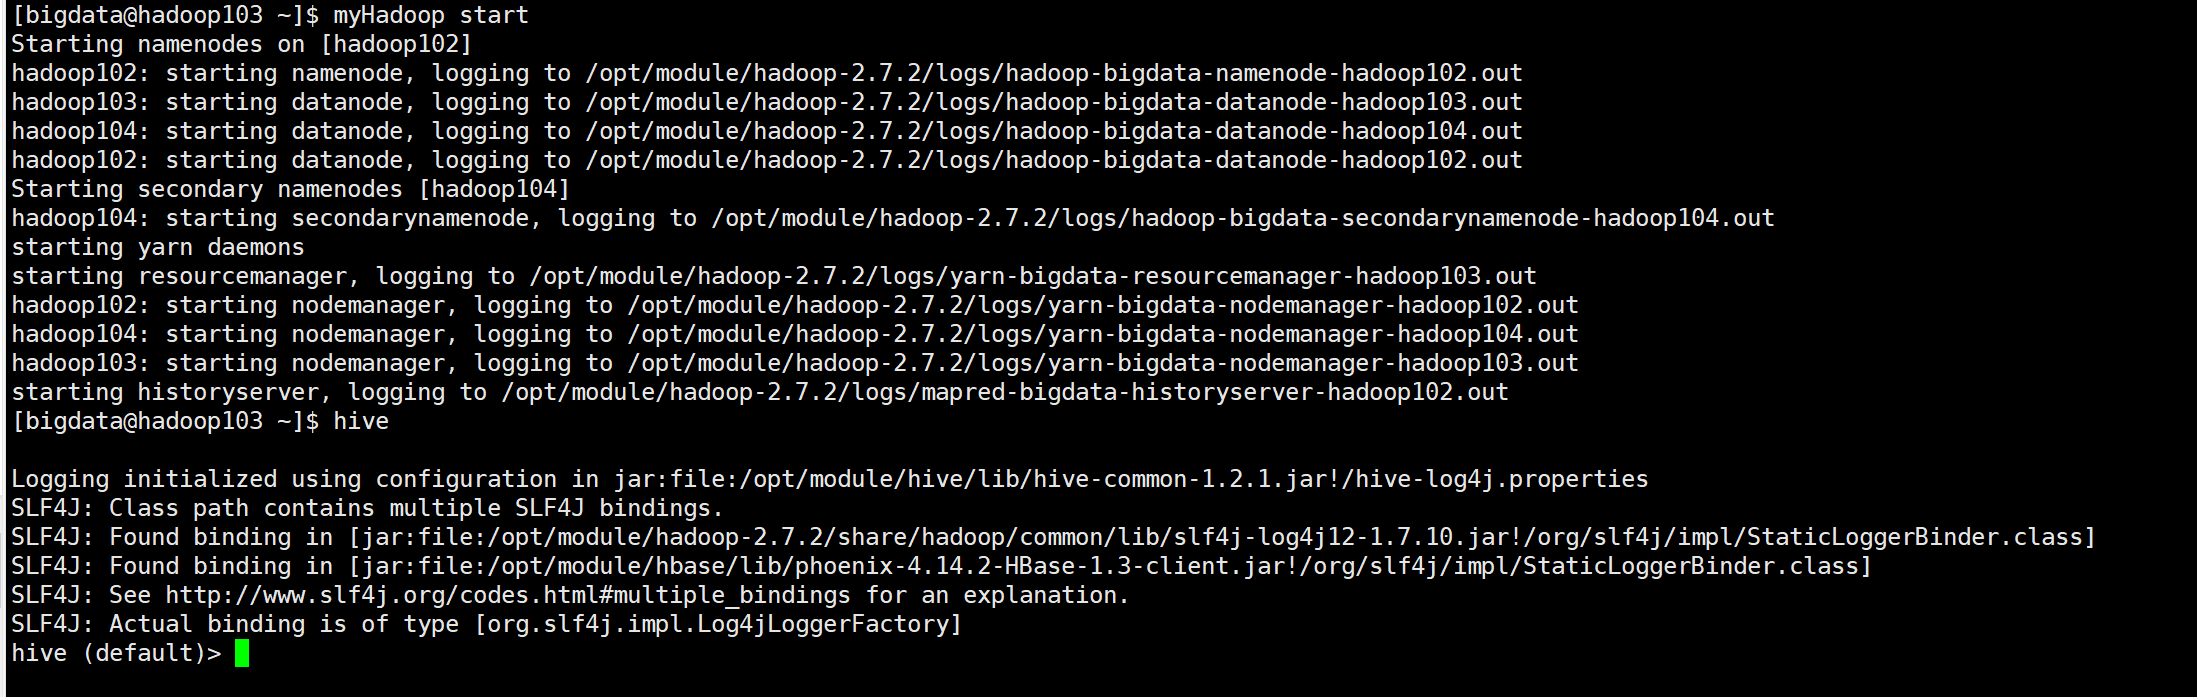 [bigdata@hadoop103 ~]$ myHadoop start
Starting namenodes on [hadoop102]
hadoop102: starting namenode, logging to /opt/module/hadoop-2.7.2/logs/hadoop-bigdata-namenode-hadoop102.out
hadoop103: starting datanode, logging to /opt/module/hadoop-2.7.2/logs/hadoop-bigdata-datanode-hadoop103.out
hadoop104: starting datanode, logging to /opt/module/hadoop-2.7.2/logs/hadoop-bigdata-datanode-hadoop104.out
hadoop102: starting datanode, logging to /opt/module/hadoop-2.7.2/logs/hadoop-bigdata-datanode-hadoop102.out
Starting secondary namenodes [hadoop104]
hadoop104: starting secondarynamenode, logging to /opt/module/hadoop-2.7.2/logs/hadoop-bigdata-secondarynamenode-hadoop104.out
starting yarn daemons
starting resourcemanager, logging to /opt/module/hadoop-2.7.2/logs/yarn-bigdata-resourcemanager-hadoop103.out
hadoop102: starting nodemanager, logging to /opt/module/hadoop-2.7.2/logs/yarn-bigdata-nodemanager-hadoop102.out
hadoop104: starting nodemanager, logging to /opt/module/hadoop-2.7.2/logs/yarn-bigdata-nodemanager-hadoop104.out
hadoop103: starting nodemanager, logging to /opt/module/hadoop-2.7.2/logs/yarn-bigdata-nodemanager-hadoop103.out
starting historyserver, logging to /opt/module/hadoop-2.7.2/logs/mapred-bigdata-historyserver-hadoop102.out
[bigdata@hadoop103 ~]$ hive
Logging initialized using configuration in jar:file:/opt/module/hive/lib/hive-common-1.2.1.jar!/hive-log4j.properties
SLF4J: Class path contains multiple SLF4J bindings.
SLF4J: Found binding in [jar:file:/opt/module/hadoop-2.7.2/share/hadoop/common/lib/slf4j-log4j12-1.7.10.jar!/org/slf4j/impl/StaticLoggerBinder.class]
SLF4J: Found binding in [jar:file:/opt/module/hbase/lib/phoenix-4.14.2-HBase-1.3-client.jar!/org/slf4j/impl/StaticLoggerBinder.class]
SLF4J: See http://www.slf4j.org/codes.html#multiple_bindings for an explanation.
SLF4J: Actual binding is of type [org.slf4j.impl.Log4jLoggerFactory]
hive (default)>